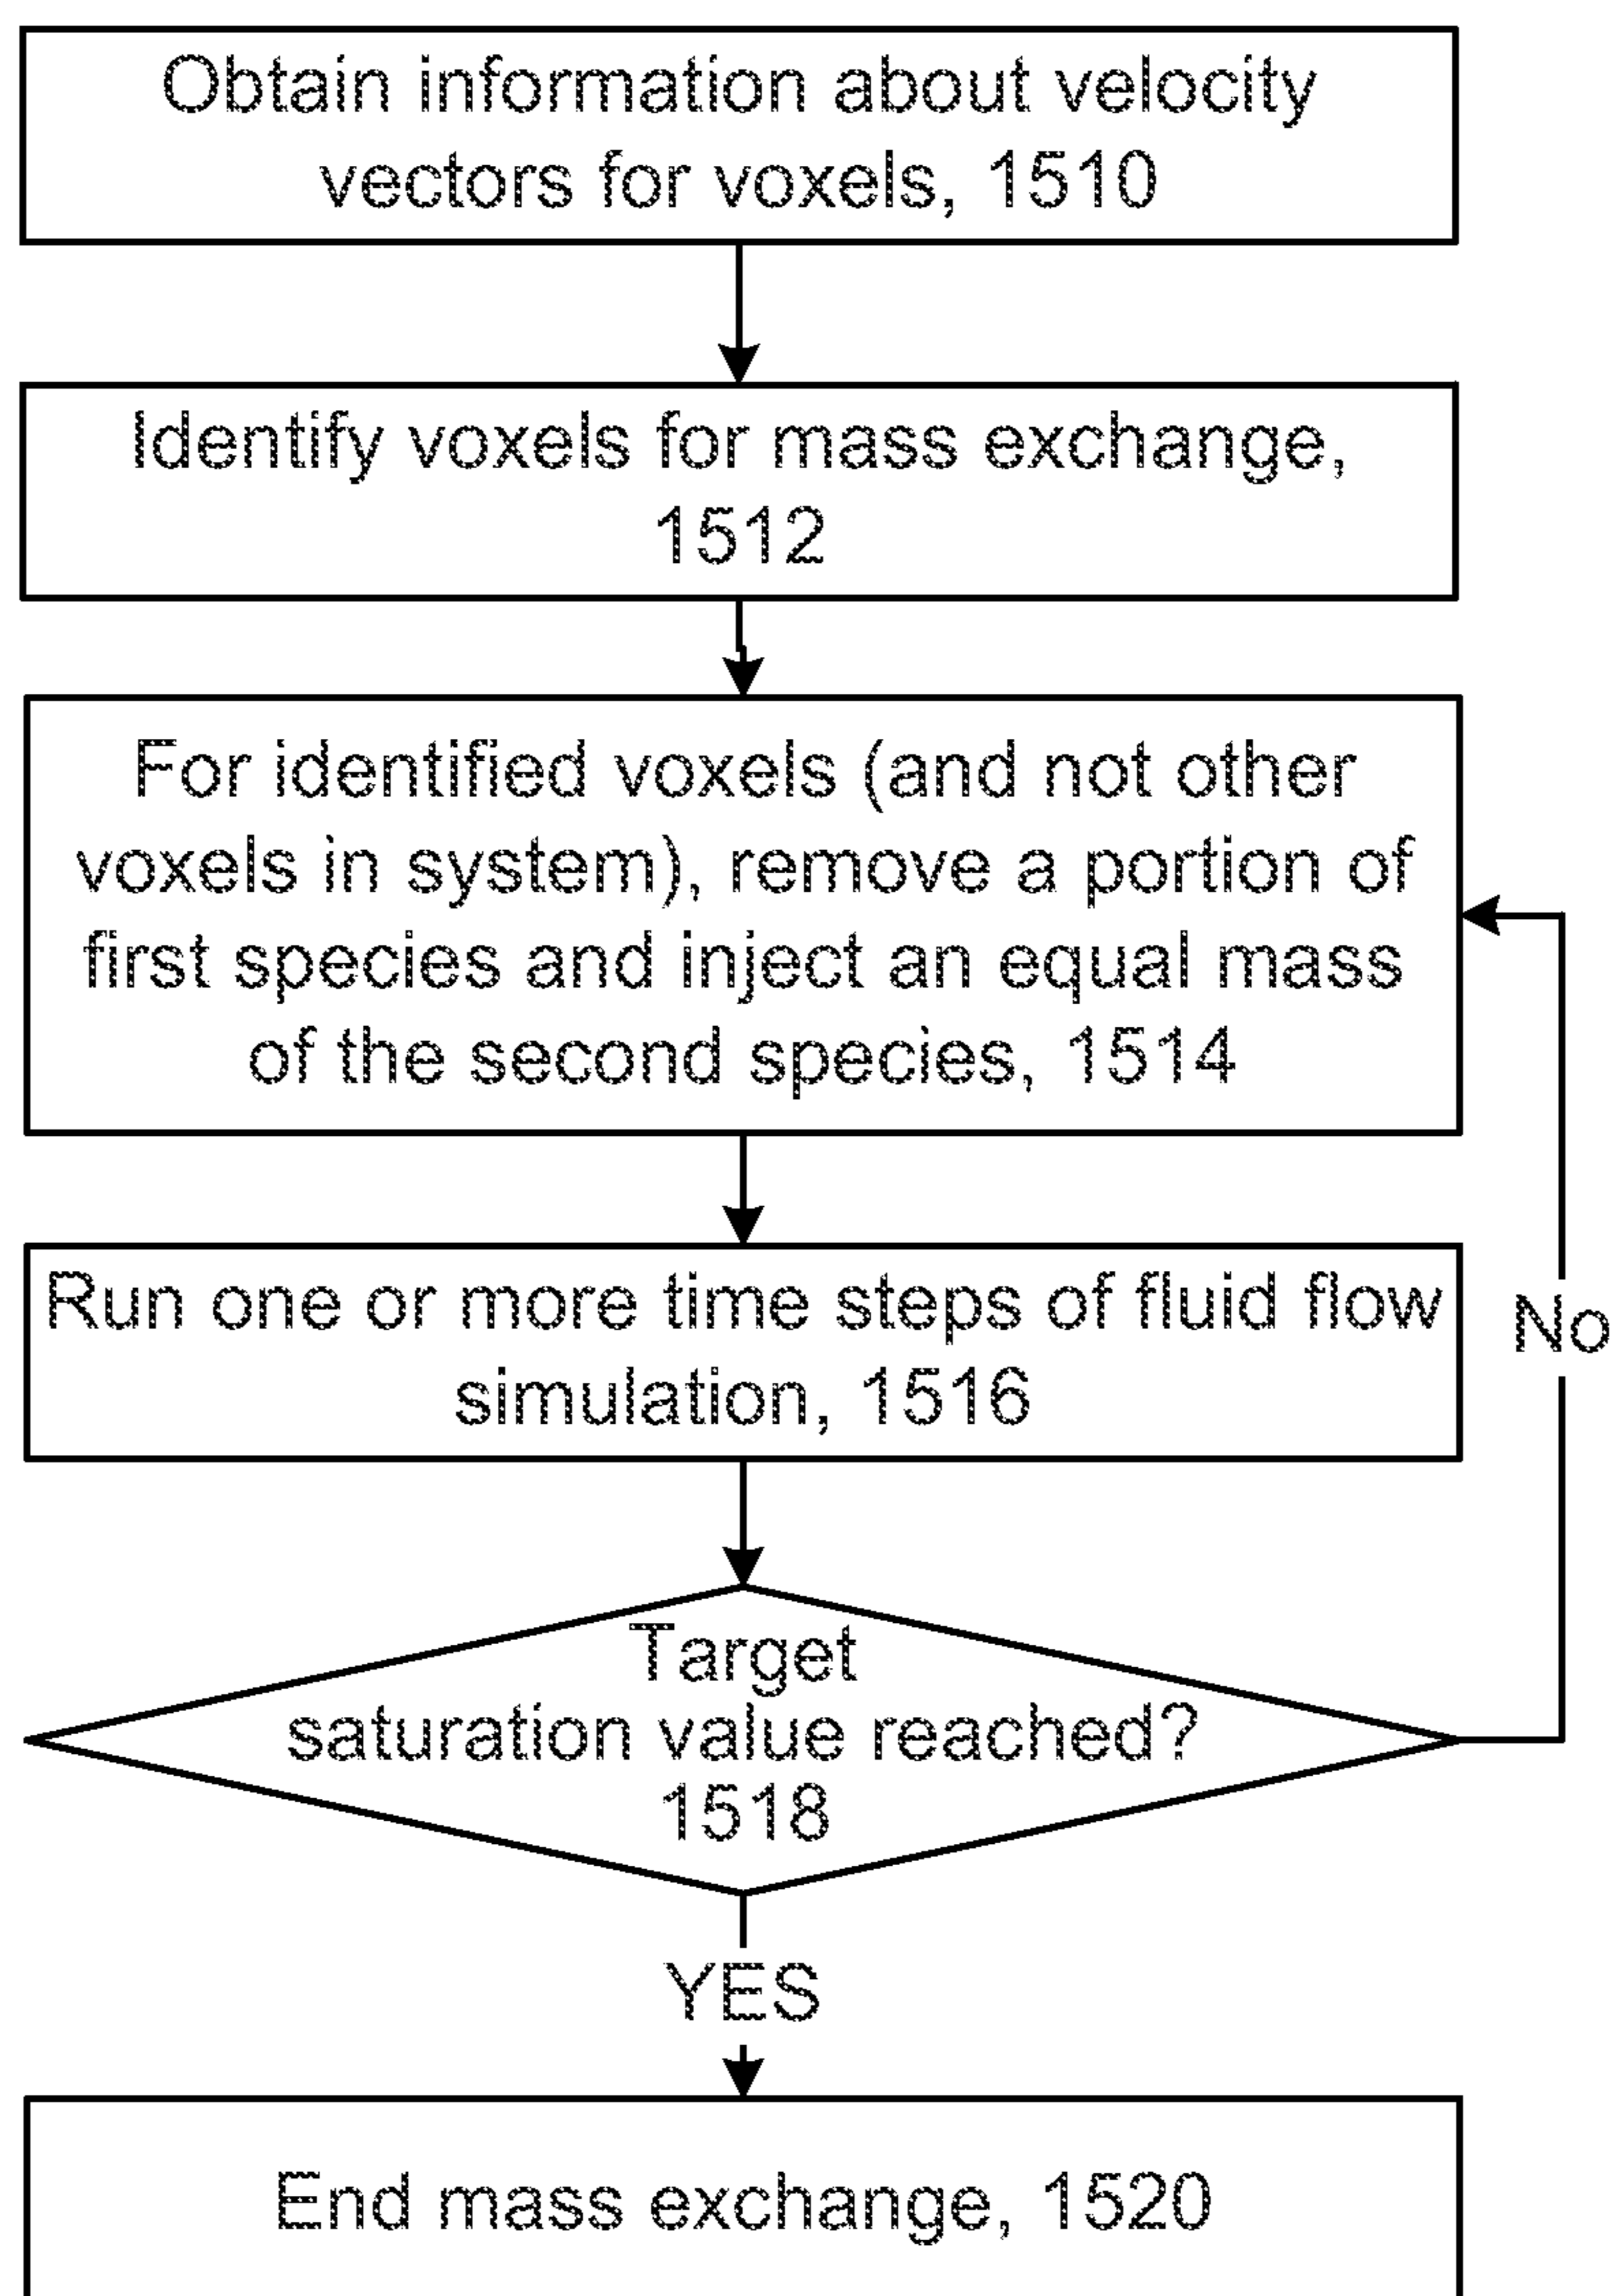 Obtain information about velocity
vectors for voxels, 1510
Identify voxels for mass exchange,
1512
For identified voxels (and not other
voxels in system), remove a portion of
first species and inject an equal mass
of the second species, 1514
Run one or more time steps of fluid flow
simulation, 1516
No
Target
saturation value reached?
1518
YES
End mass exchange, 1520